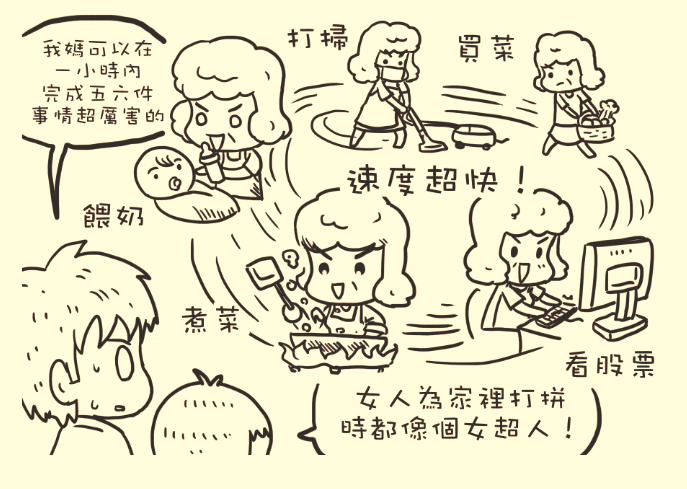 我媽可以在
一小時內
完成五六件
事情超厲害的
打掃
買菜
速度超快！
餵奶
煮菜
看股票
女人為家裡打拼
時都像個女超人！